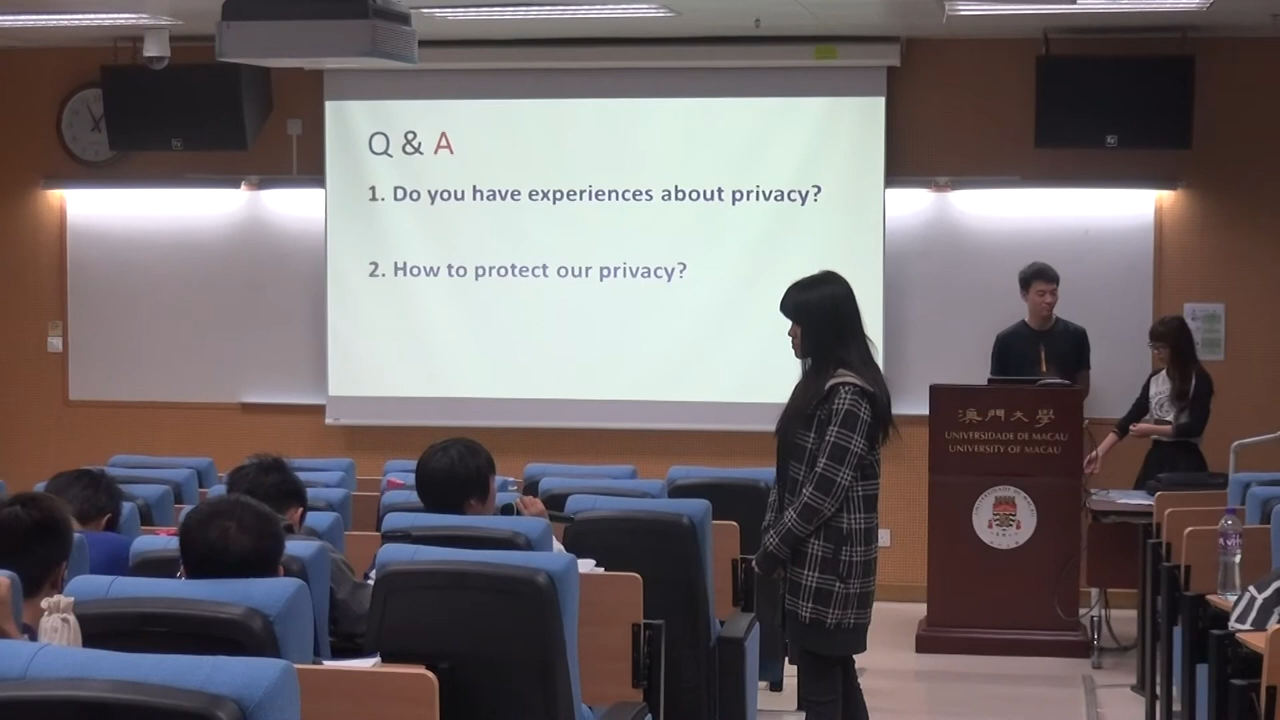 Q & A
1. Do you have experiences about privacy?
2. How to protect our privacy?
澳門大學
UNIVERSIDADE DE MACAU
UNIVERSITY OF MACAU